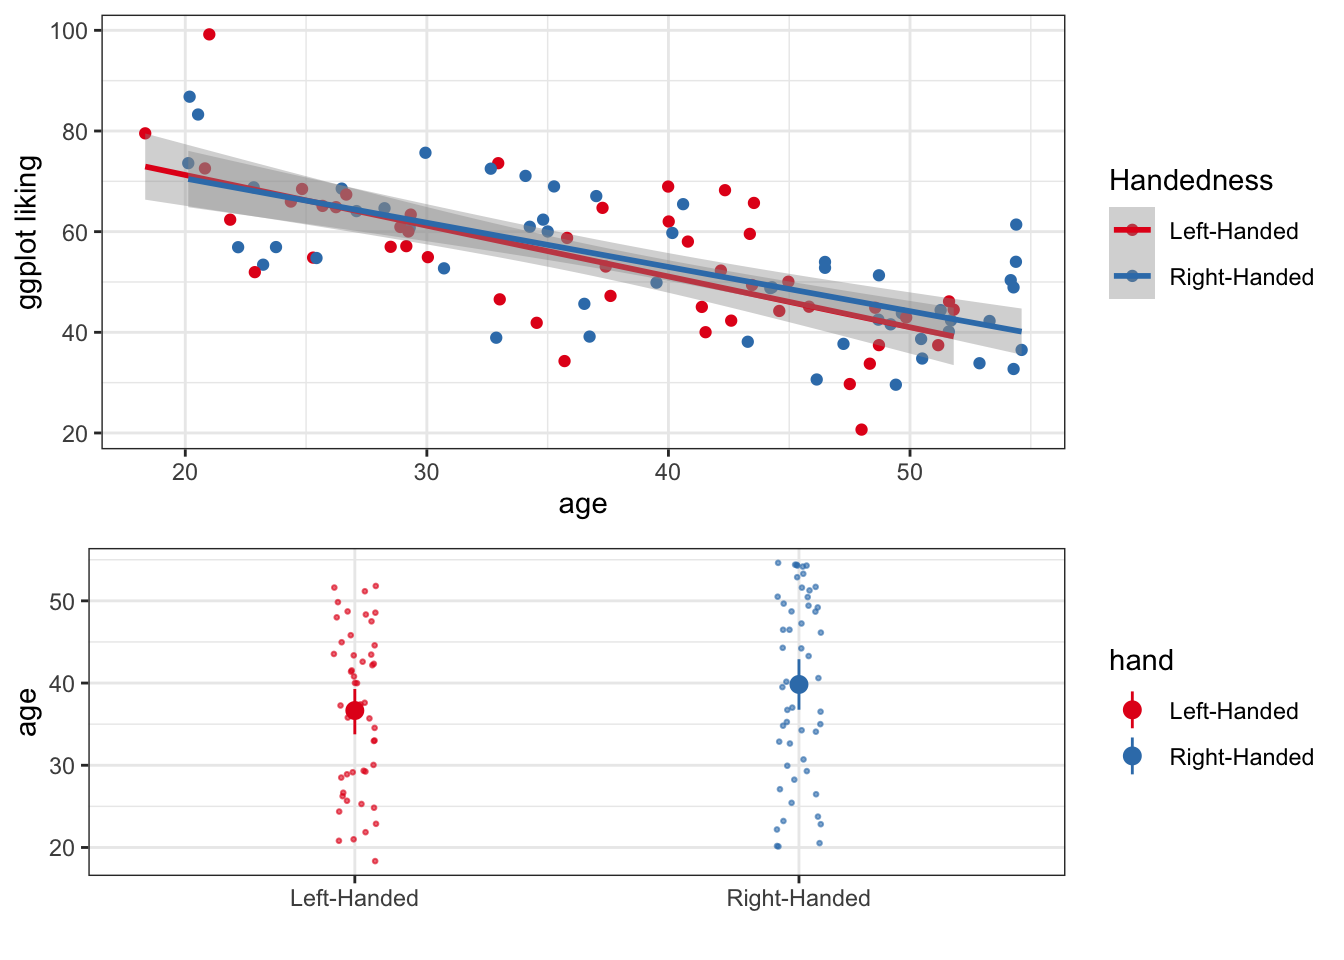 100
80
60
40
20
ggplot liking
20 30 40 50
age
Handedness
Left-Handed
Right-Handed
50
40
30
20
age
Left-Handed Right-Handed
hand
Left-Handed
Right-Handed